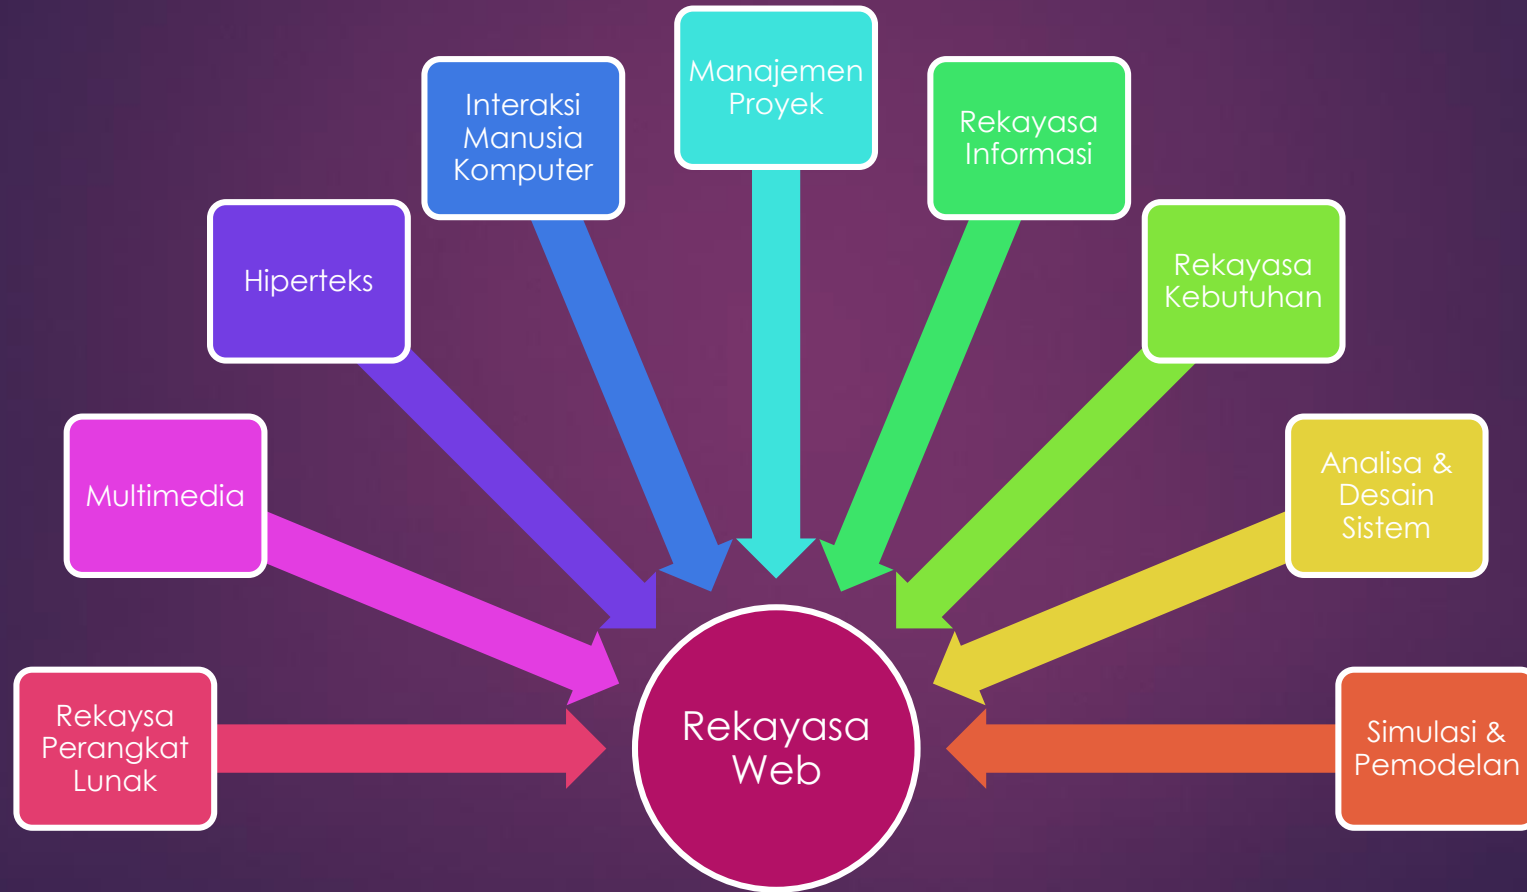 Manajemen
Proyek
Interaksi
Manusia
Komputer
Rekayasa
Informasi
Hiperteks
Rekayasa
Kebutuhan
Multimedia
Analisa &
Desain
Sistem
Rekaysa
Perangkat
Lunak
Rekayasa
Web
Simulasi &
Pemodelan